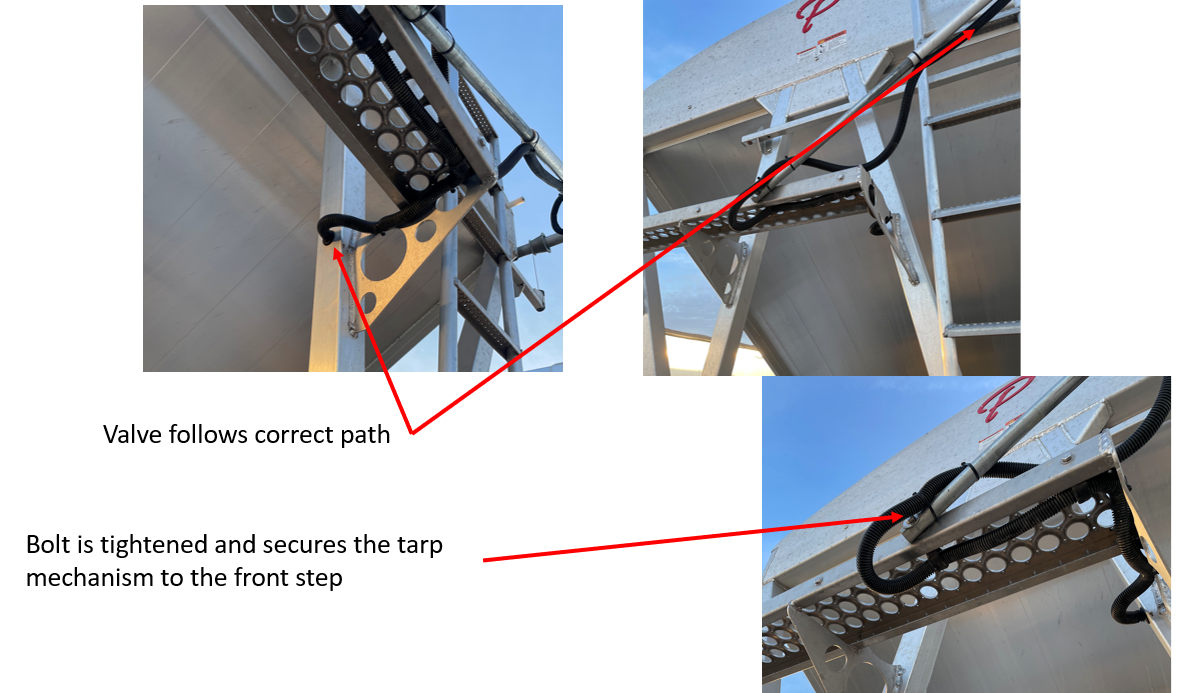 Valve follows correct path
Bolt is tightened and secures the tarp
mechanism to the front step